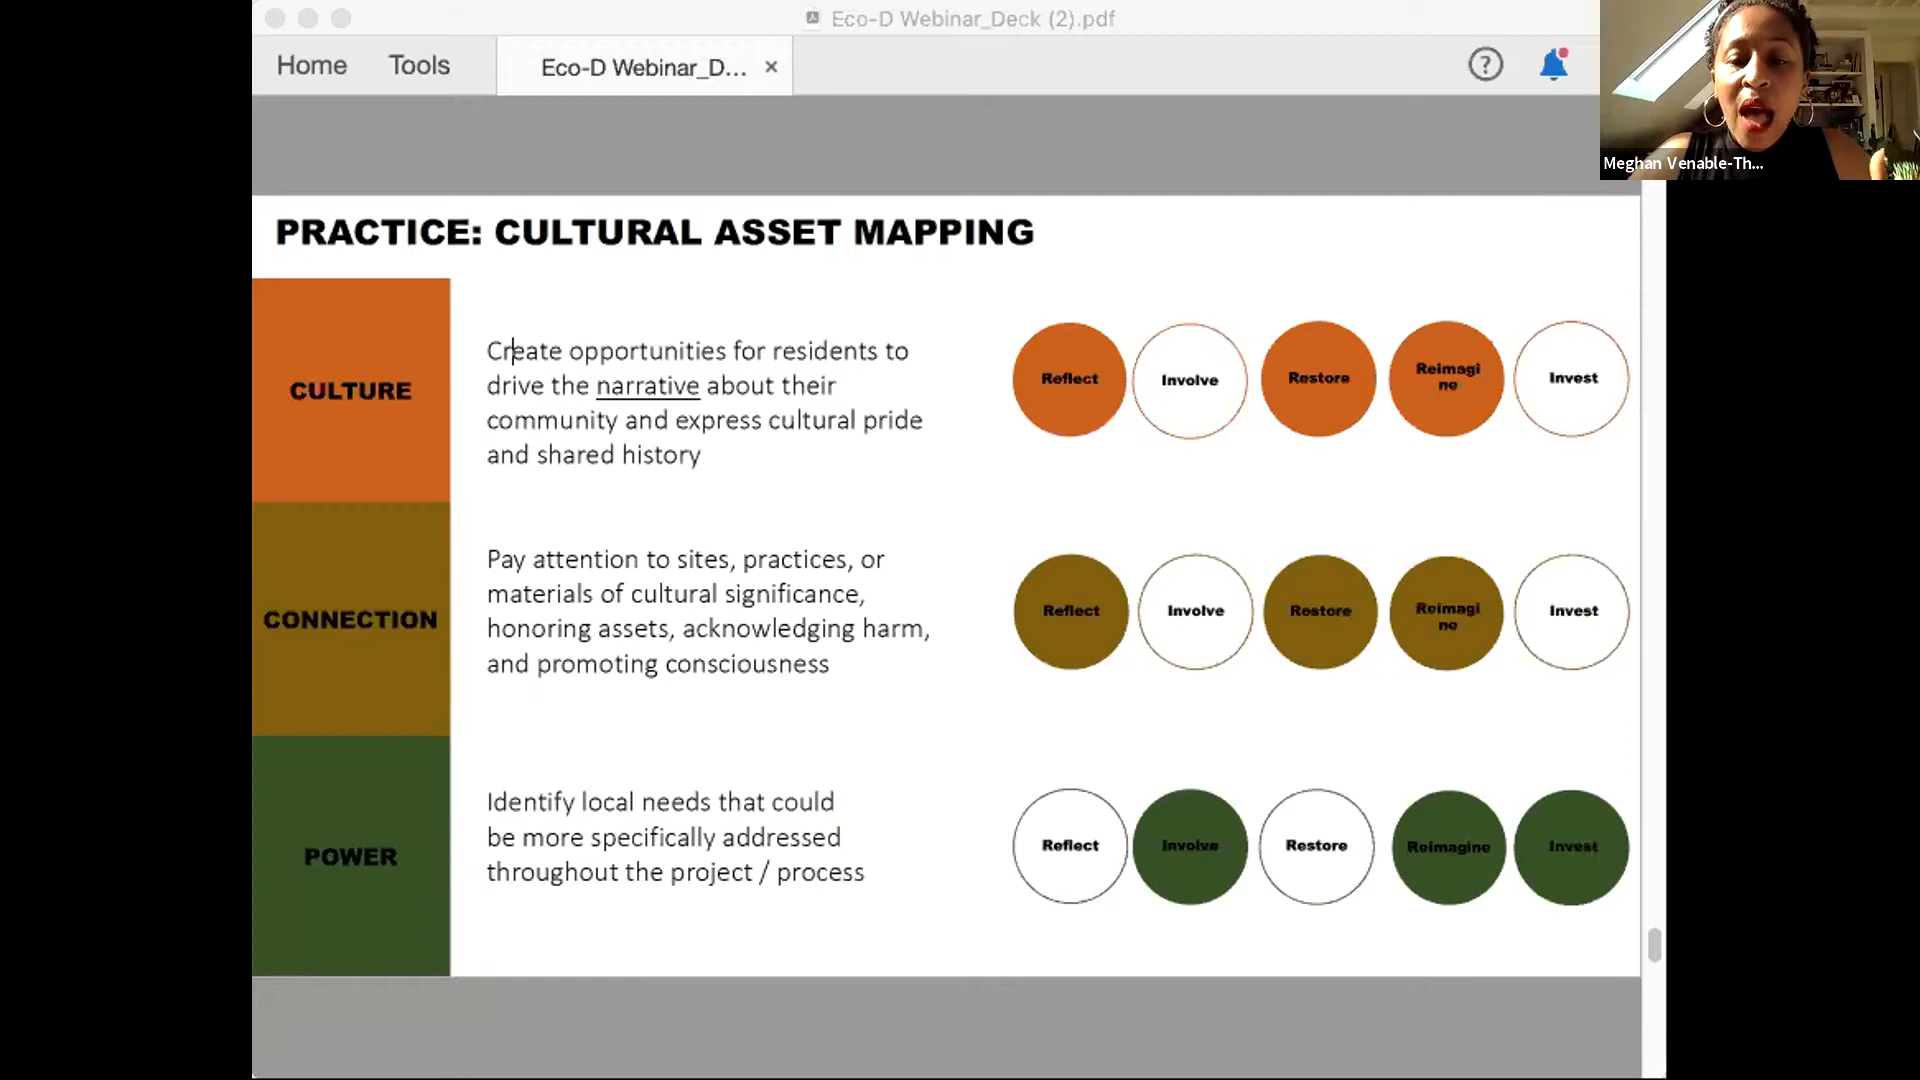 Eco-D Webinar_Deck (2).pdf
Home
Tools
Eco-D Webinar_D...
×
?
Meghan Venable-Th...
PRACTICE: CULTURAL ASSET MAPPING
CULTURE
Create opportunities for residents to
drive the narrative about their
community and express cultural pride
and shared history
Reflect
Involve
Restore
Reimagi
ne
Invest
CONNECTION
Pay attention to sites, practices, or
materials of cultural significance,
honoring assets, acknowledging harm,
and promoting consciousness
Reflect
Involve
Restore
Reimagi
ne
Invest
POWER
Identify local needs that could
be more specifically addressed
throughout the project / process
Reflect
Involve
Restore
Reimagine
Invest